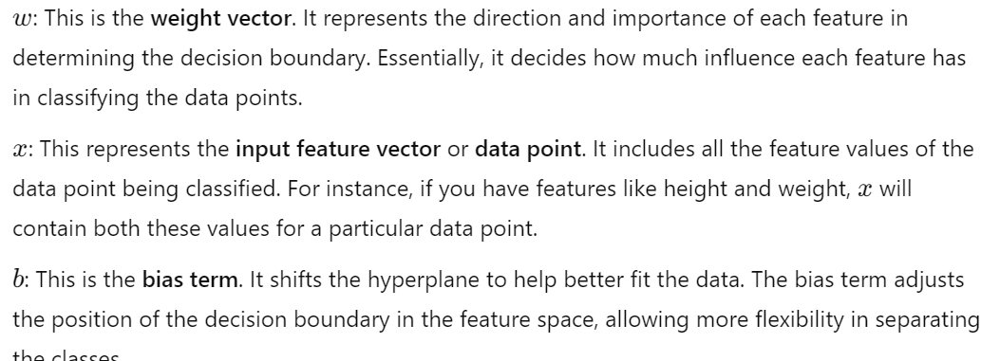 w: This is the weight vector. It represents the direction and importance of each feature in
determining the decision boundary. Essentially, it decides how much influence each feature has
in classifying the data points.
x: This represents the input feature vector or data point. It includes all the feature values of the
data point being classified. For instance, if you have features like height and weight, x will
contain both these values for a particular data point.
b: This is the bias term. It shifts the hyperplane to help better fit the data. The bias term adjusts
the position of the decision boundary in the feature space, allowing more flexibility in separating
the classes